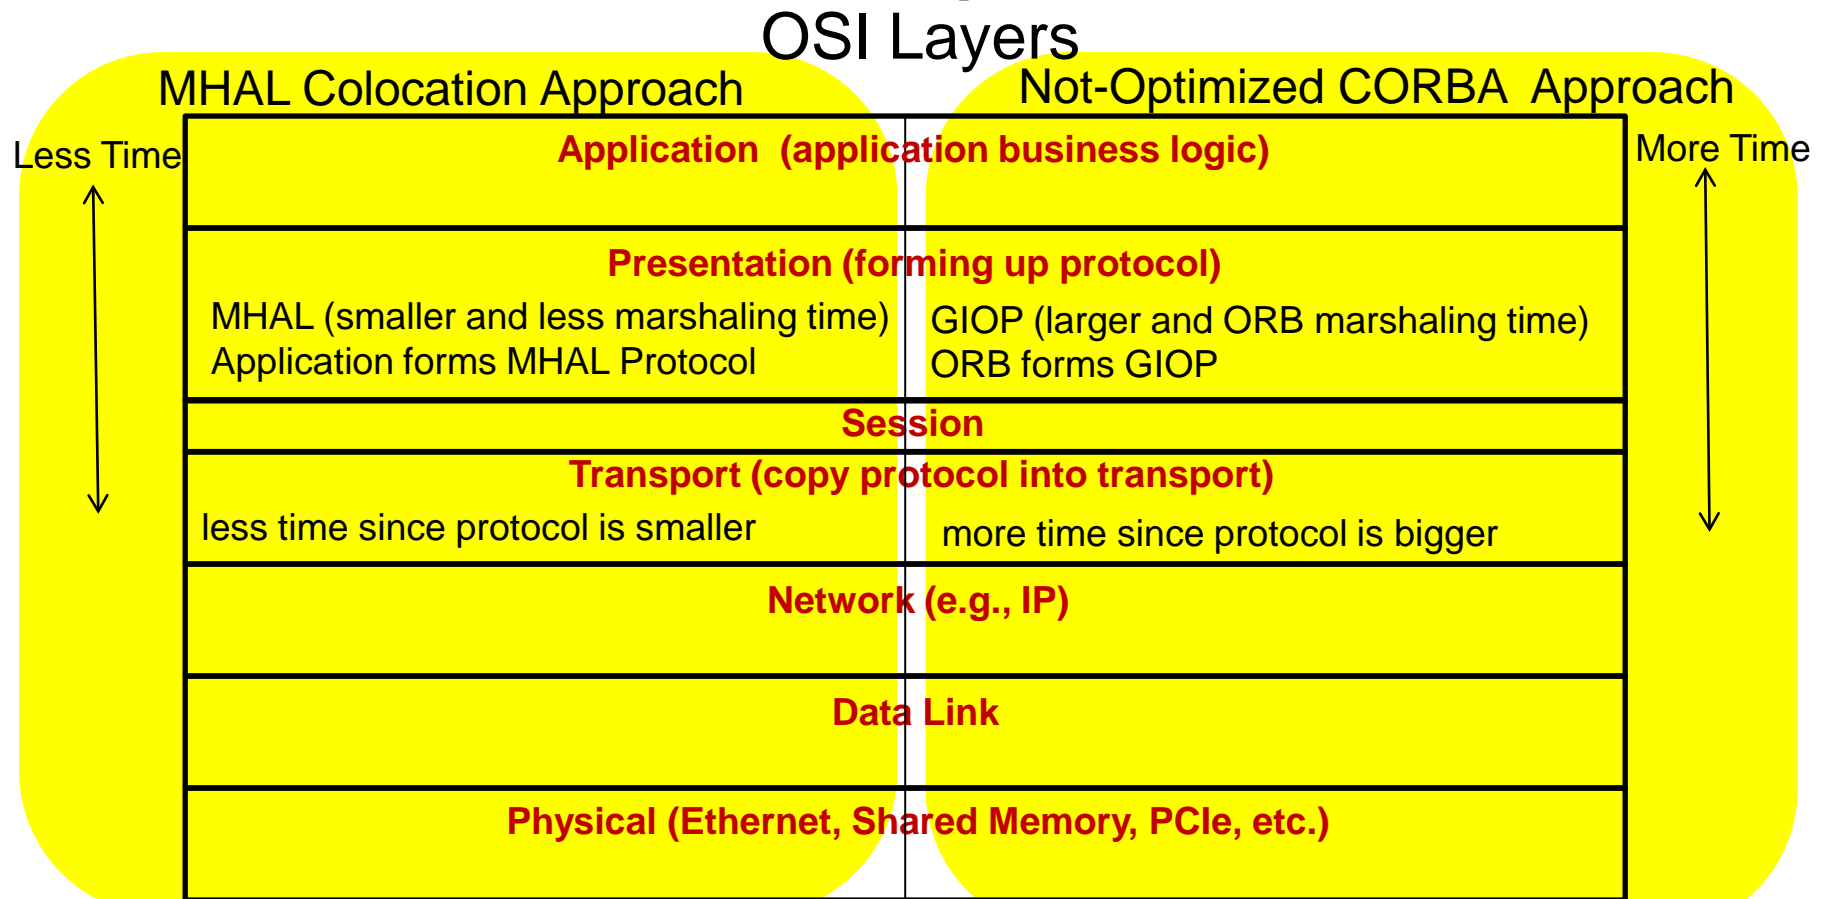 OSI Layers
MHAL Colocation Approach
Not-Optimized CORBA Approach
Less Time
More Time
Application (application business logic)
Presentation (forming up protocol)
MHAL (smaller and less marshaling time)
Application forms MHAL Protocol
GIOP (larger and ORB marshaling time)
ORB forms GIOP
Session
Transport (copy protocol into transport)
less time since protocol is smaller
more time since protocol is bigger
Network (e.g., IP)
Data Link
Physical (Ethernet, Shared Memory, PCIe, etc.)